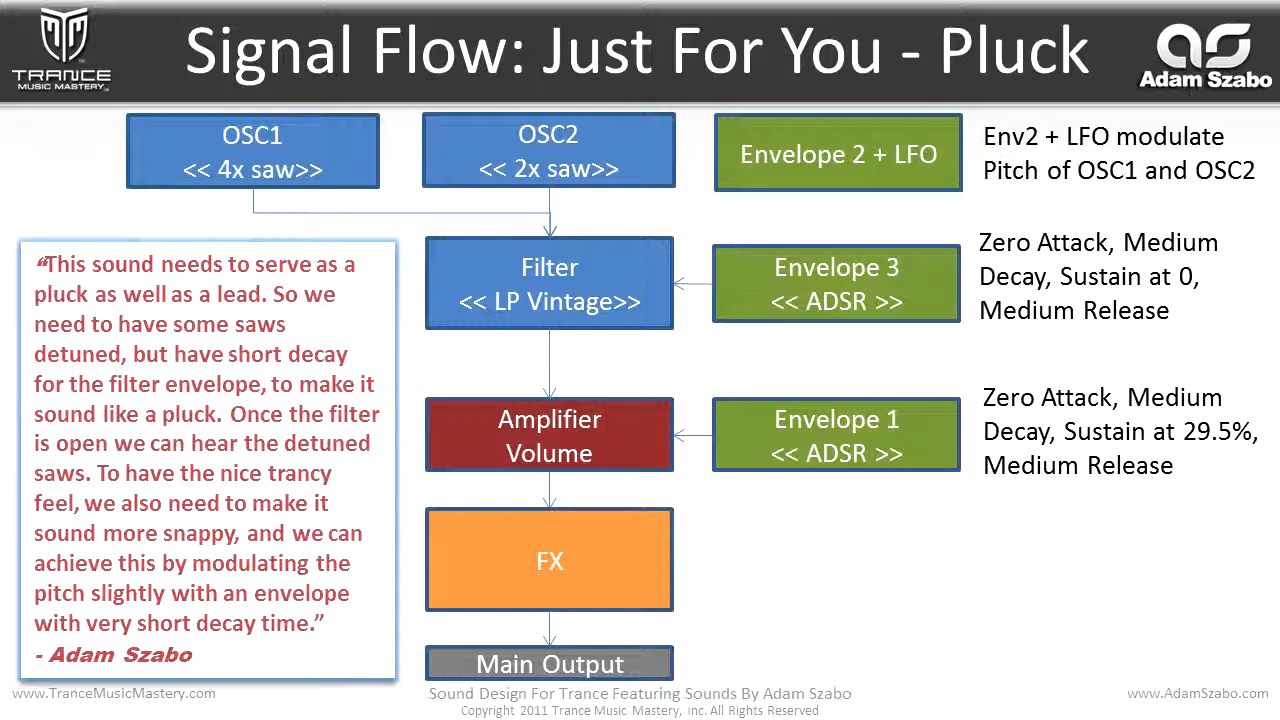 TRANCE
MUSIC MASTERY
Signal Flow: Just For You - Pluck
Adam Szabo
OSC1
<< 4x saw>>
OSC2
<< 2x saw>>
Envelope 2 + LFO
Env2 + LFO modulate
Pitch of OSC1 and OSC2
Filter
<< LP Vintage>>
Envelope 3
<< ADSR >>
Zero Attack, Medium
Decay, Sustain at 0,
Medium Release
“This sound needs to serve as a
pluck as well as a lead. So we
need to have some saws
detuned, but have short decay
for the filter envelope, to make it
sound like a pluck. Once the filter
is open we can hear the detuned
saws. To have the nice trancy
feel, we also need to make it
sound more snappy, and we can
achieve this by modulating the
pitch slightly with an envelope
with very short decay time.”
- Adam Szabo
Amplifier
Volume
Envelope 1
<< ADSR >>
Zero Attack, Medium
Decay, Sustain at 29.5%,
Medium Release
FX
Main Output
www.TranceMusicMastery.com
Sound Design For Trance Featuring Sounds By Adam Szabo
Copyright 2011 Trance Music Mastery, Inc. All Rights Reserved
www.AdamSzabo.com